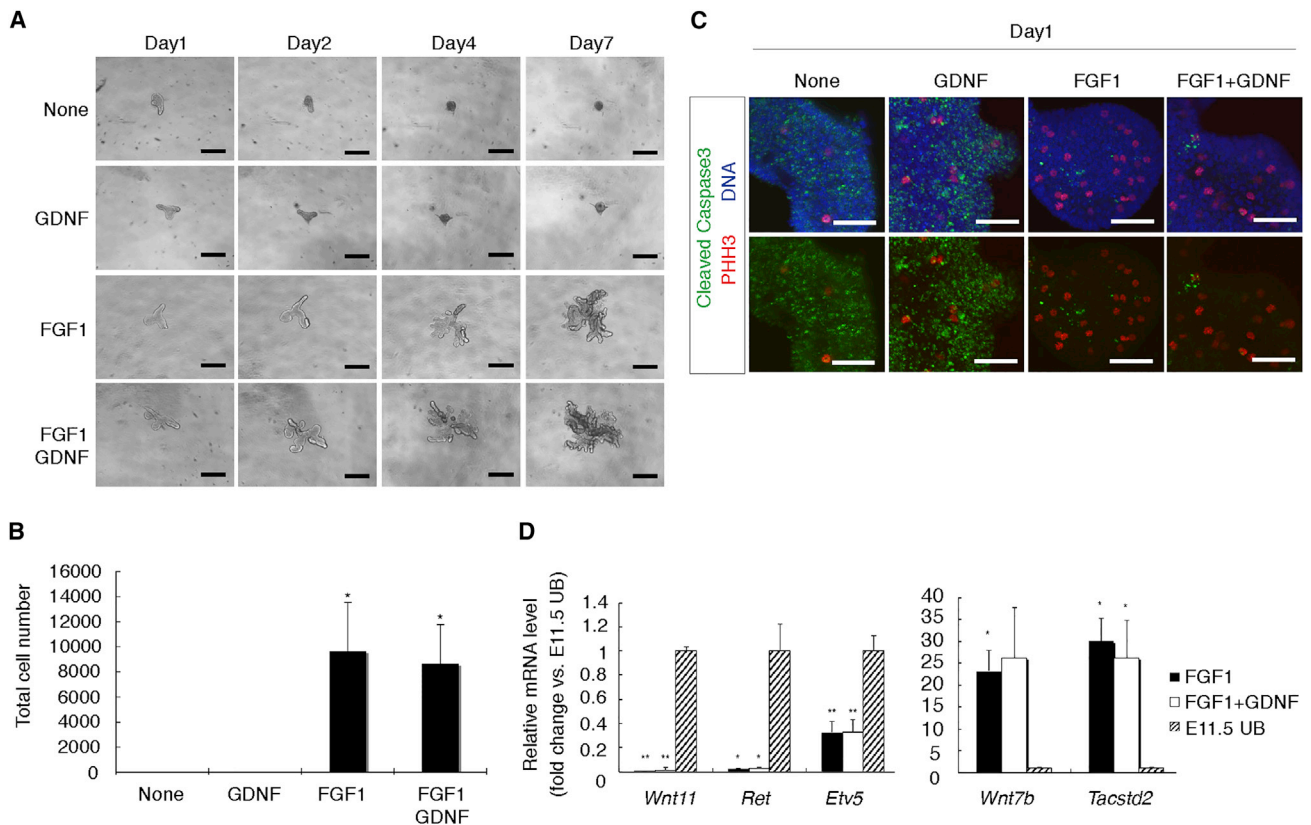 A
Day1 Day2 Day4 Day7
None
GDNF
FGF1
FGF1
GDNF
C
Day1
None GDNF FGF1 FGF1+GDNF
Cleaved Caspase3 DNA
PHH3
B
Total cell number
16000
14000
12000
10000
8000
6000
4000
2000
0
* *
None GDNF FGF1 FGF1
GDNF
D
Relative mRNA level
(fold change vs. E11.5 UB)
1.4
1.2
1
0.8
0.6
0.4
0.2
0
** ** * * ** **
Wnt11 Ret Etv5
40
35
30
25
20
15
10
5
0
* * *
Wnt7b Tacstd2
FGF1
FGF1+GDNF
E11.5 UB